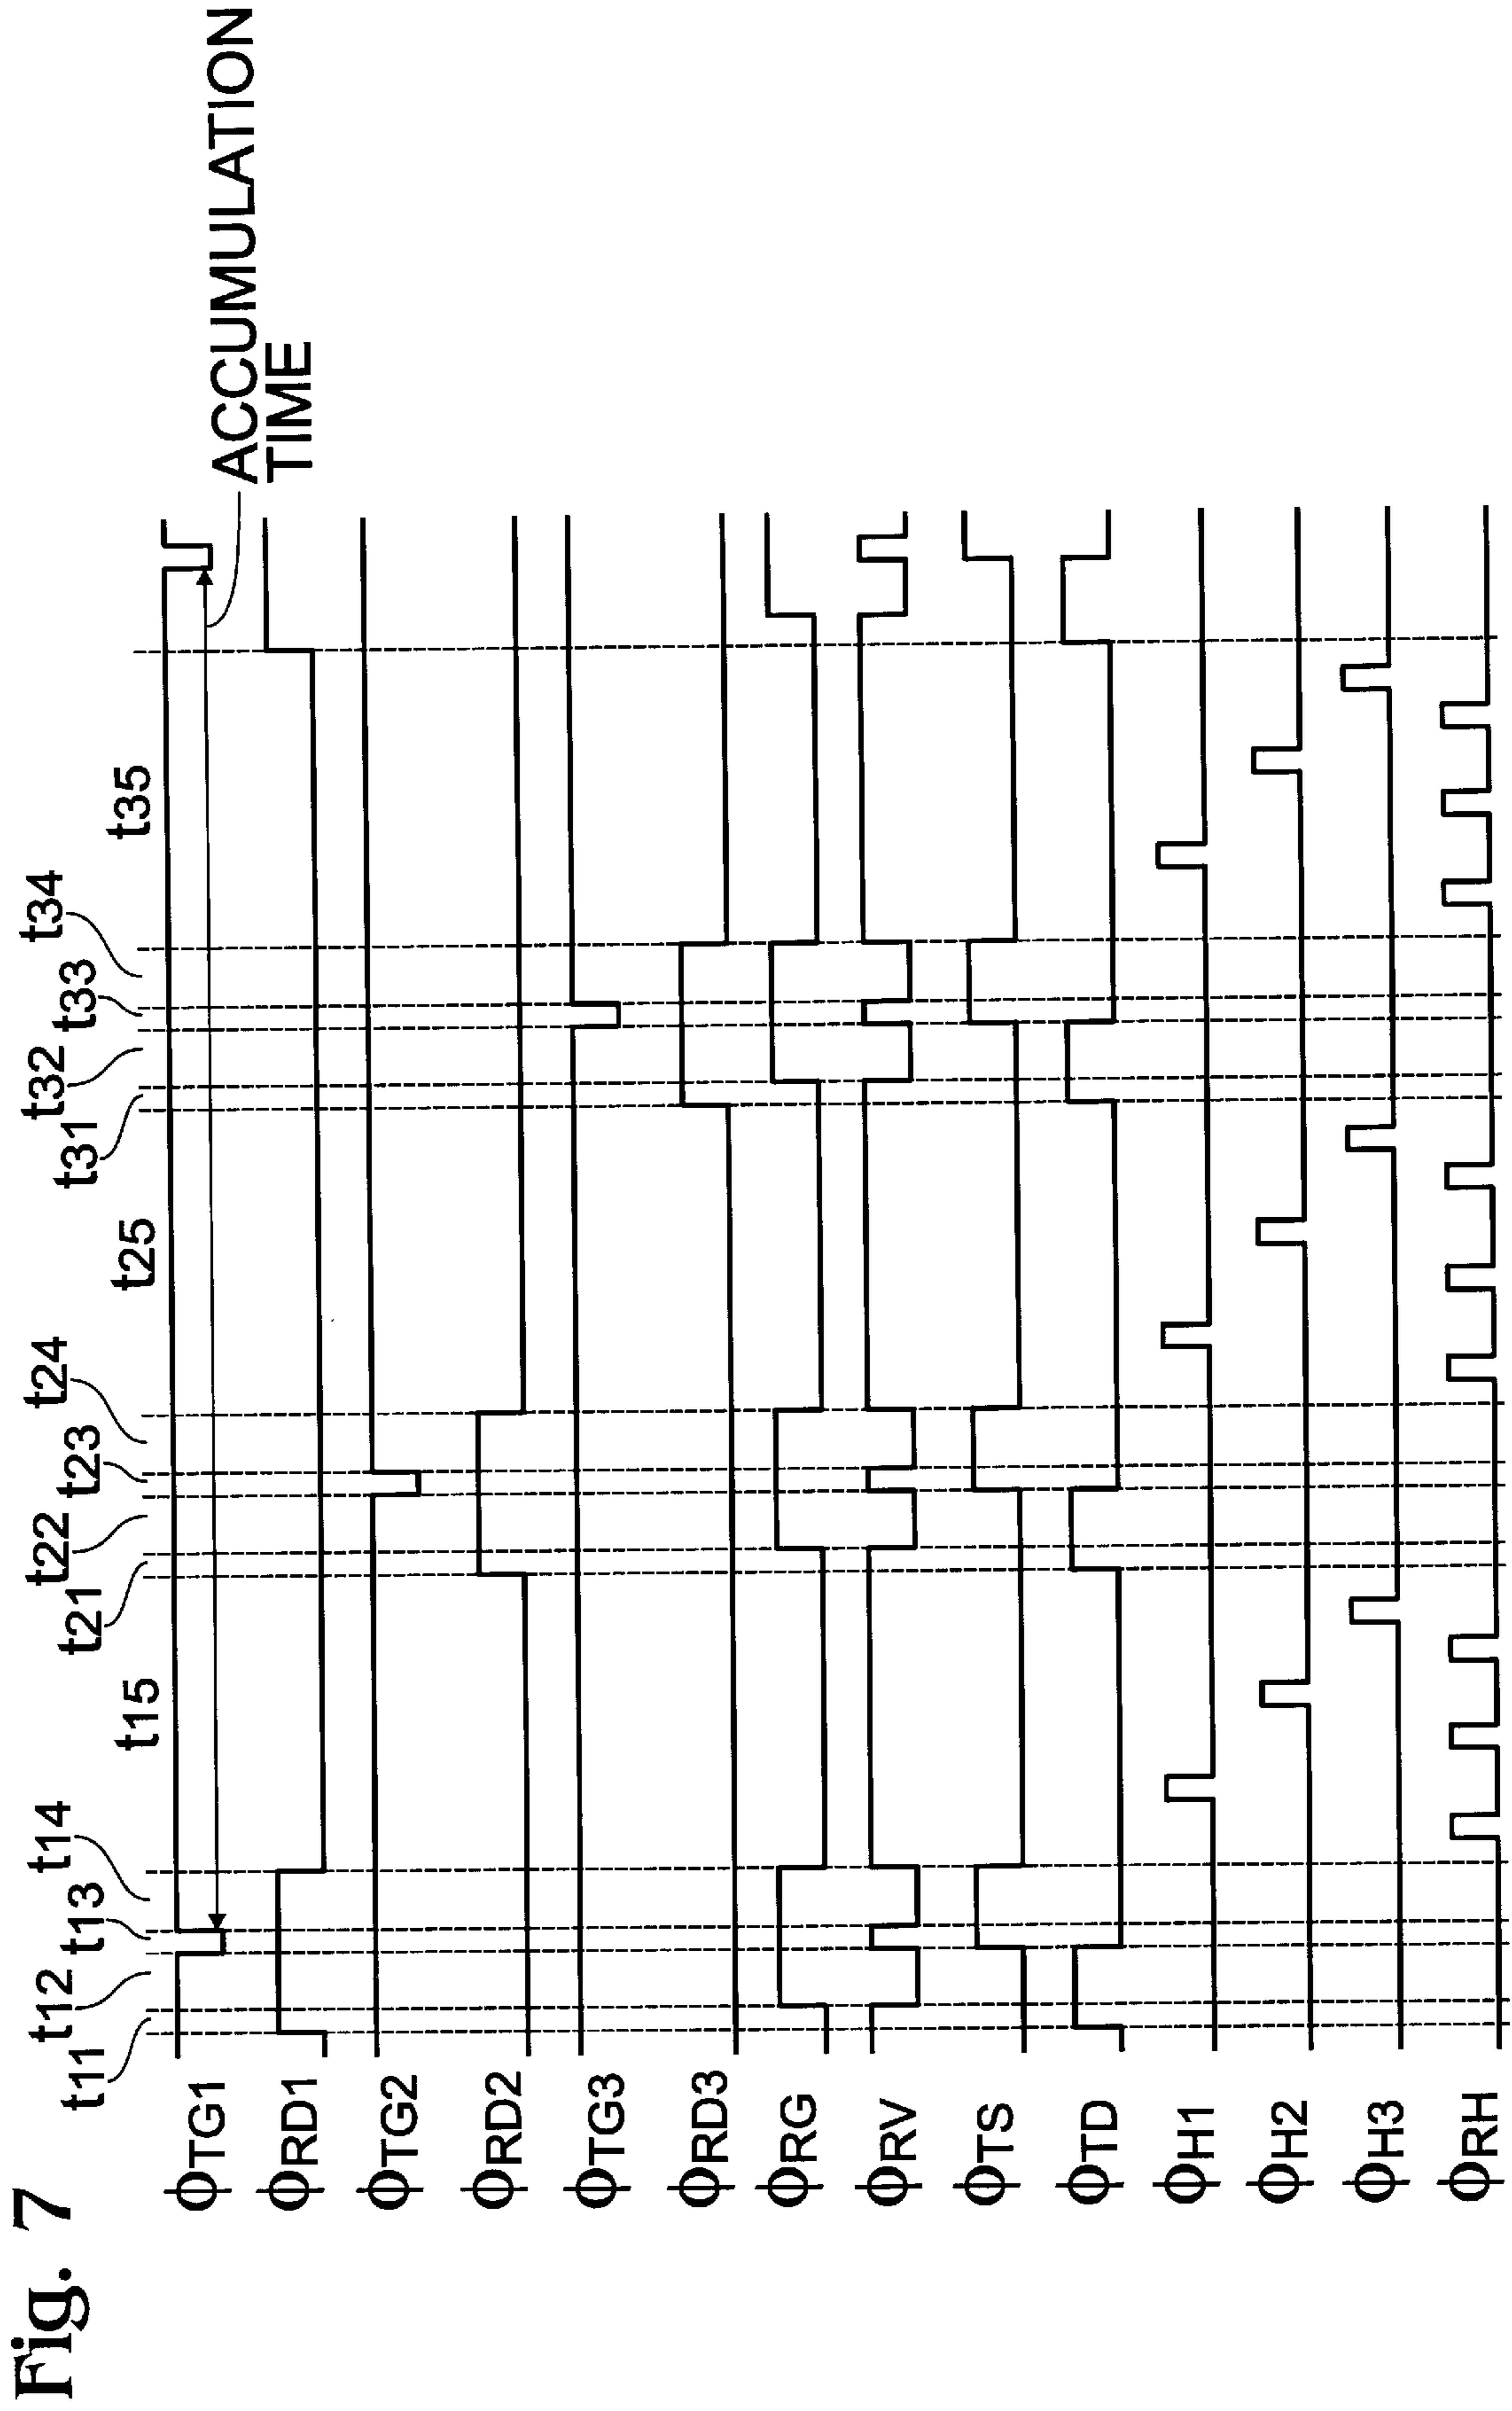 Fig. 7
t11
t12
t13
t14
t15
t21
t22
t23
t24
t25
t31
t32
t33
t34
t35
ΦTG1
ACCUMULATION
TIME
ΦRD1
ΦTG2
ΦRD2
ΦTG3
ΦRD3
ΦRG
ΦRV
ΦTS
ΦTD
ΦH1
ΦH2
ΦH3
ΦRH